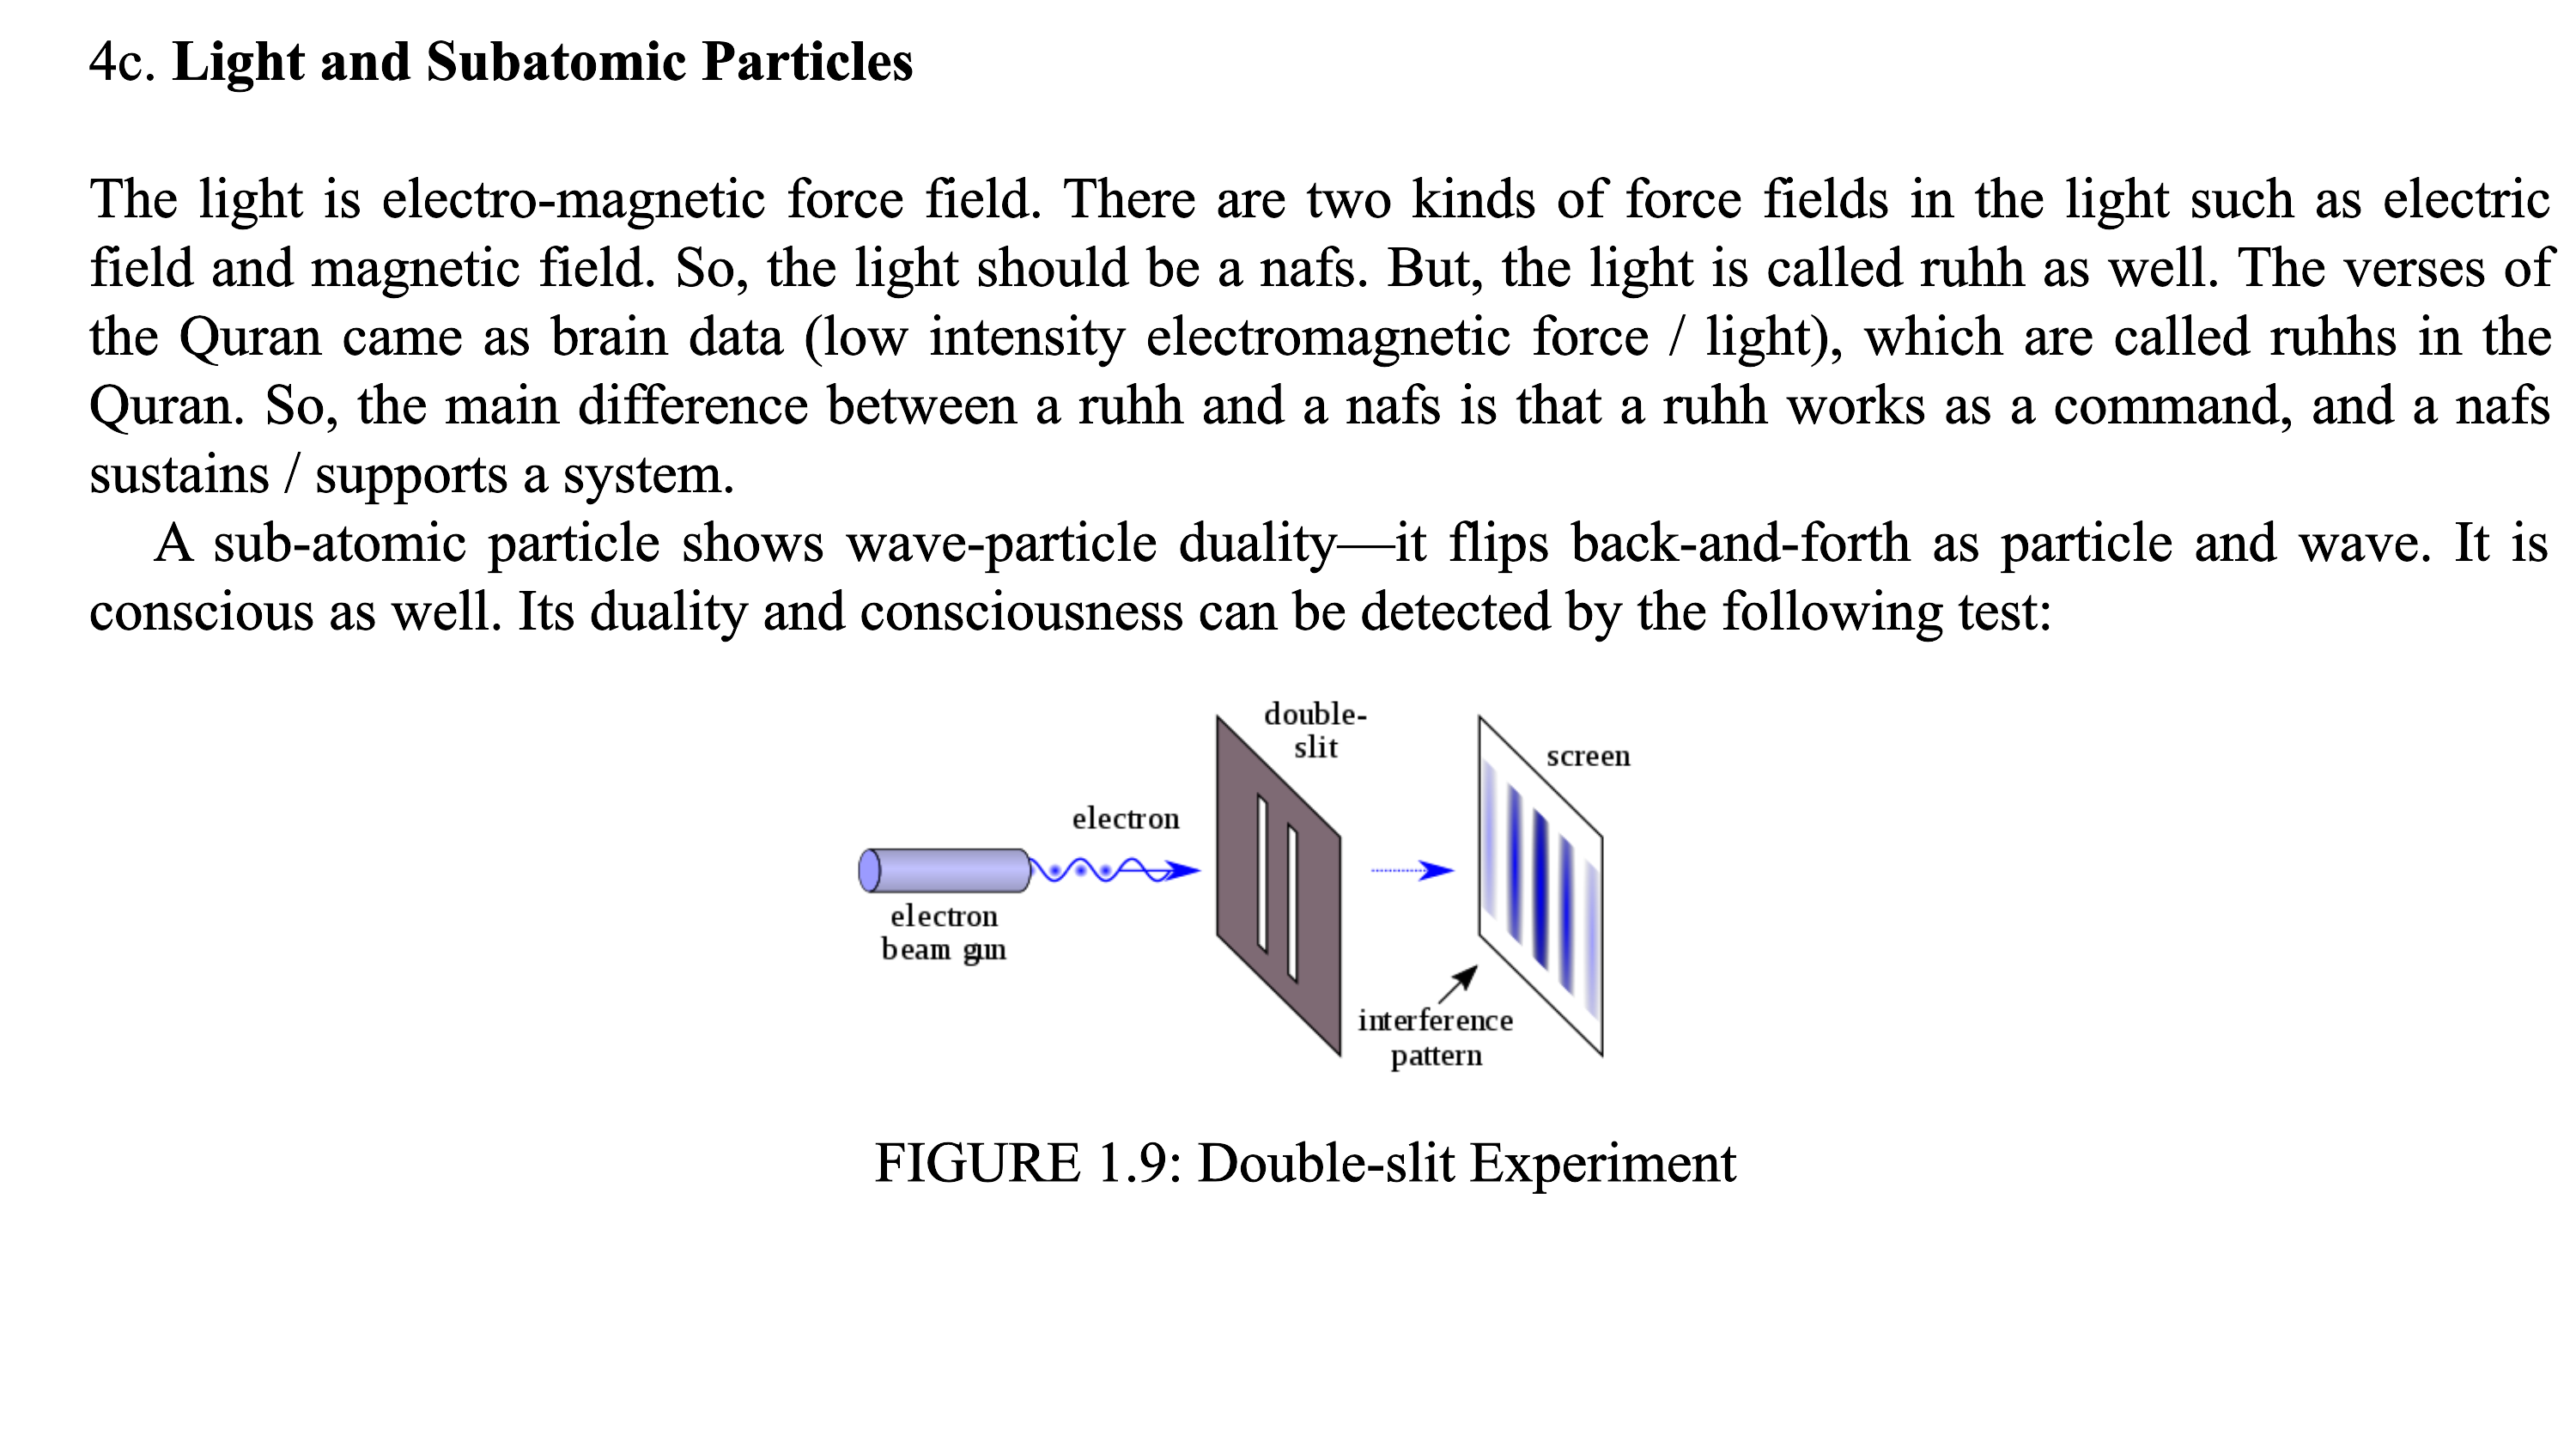 4c. Light and Subatomic Particles
The light is electro-magnetic force field. There are two kinds of force fields in the light such as electric
field and magnetic field. So, the light should be a nafs. But, the light is called ruhh as well. The verses of
the Quran came as brain data (low intensity electromagnetic force / light), which are called ruhhs in the
Quran. So, the main difference between a ruhh and a nafs is that a ruhh works as a command, and a nafs
sustains / supports a system.
A sub-atomic particle shows wave-particle duality—it flips back-and-forth as particle and wave. It is
conscious as well. Its duality and consciousness can be detected by the following test:
double-
slit
screen
electron
electron
beam gun
interference
pattern
FIGURE 1.9: Double-slit Experiment